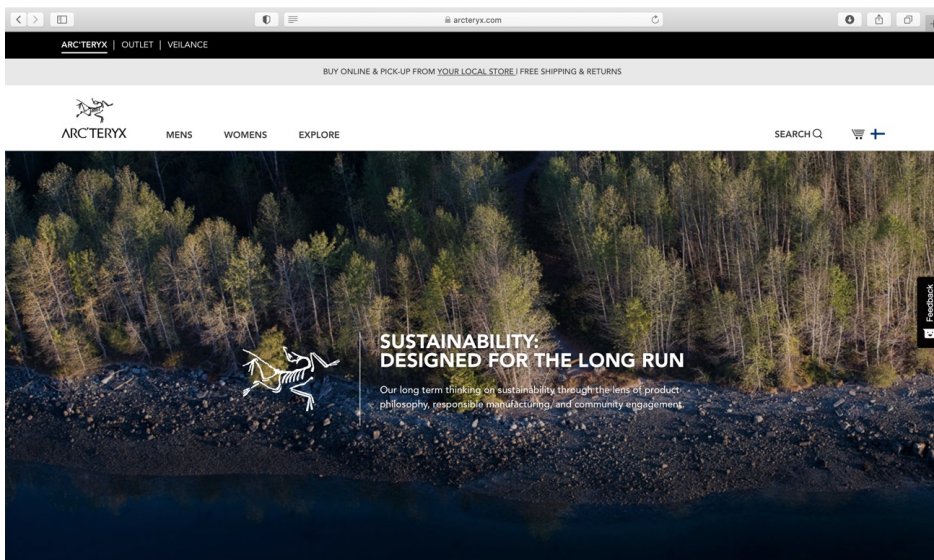 arcteryx.com
ARC'TERYX | OUTLET | VEILANCE
BUY ONLINE & PICK-UP FROM YOUR LOCAL STORE | FREE SHIPPING & RETURNS
ARC'TERYX
MENS WOMENS EXPLORE
SEARCH
SUSTAINABILITY:
DESIGNED FOR THE LONG RUN
Our long term thinking on sustainability through the lens of product
philosophy, responsible manufacturing, and community engagement.
Feedback